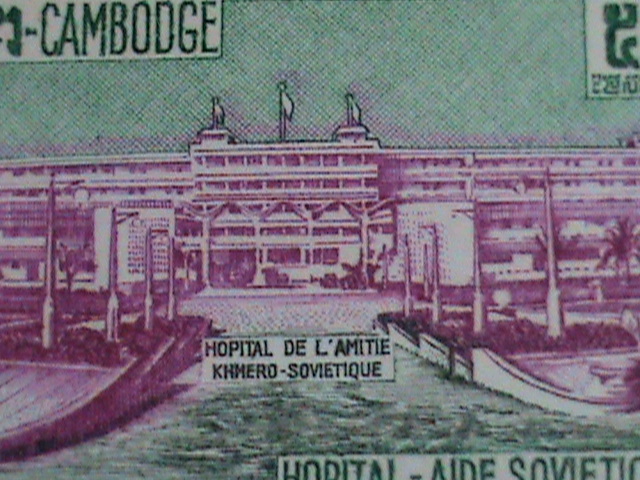 -CAMBODGE
HOPITAL DE L'AMITIE
KHMERO-SOVIETIQUE
HOPITAL - AIDE SOVIETIQ